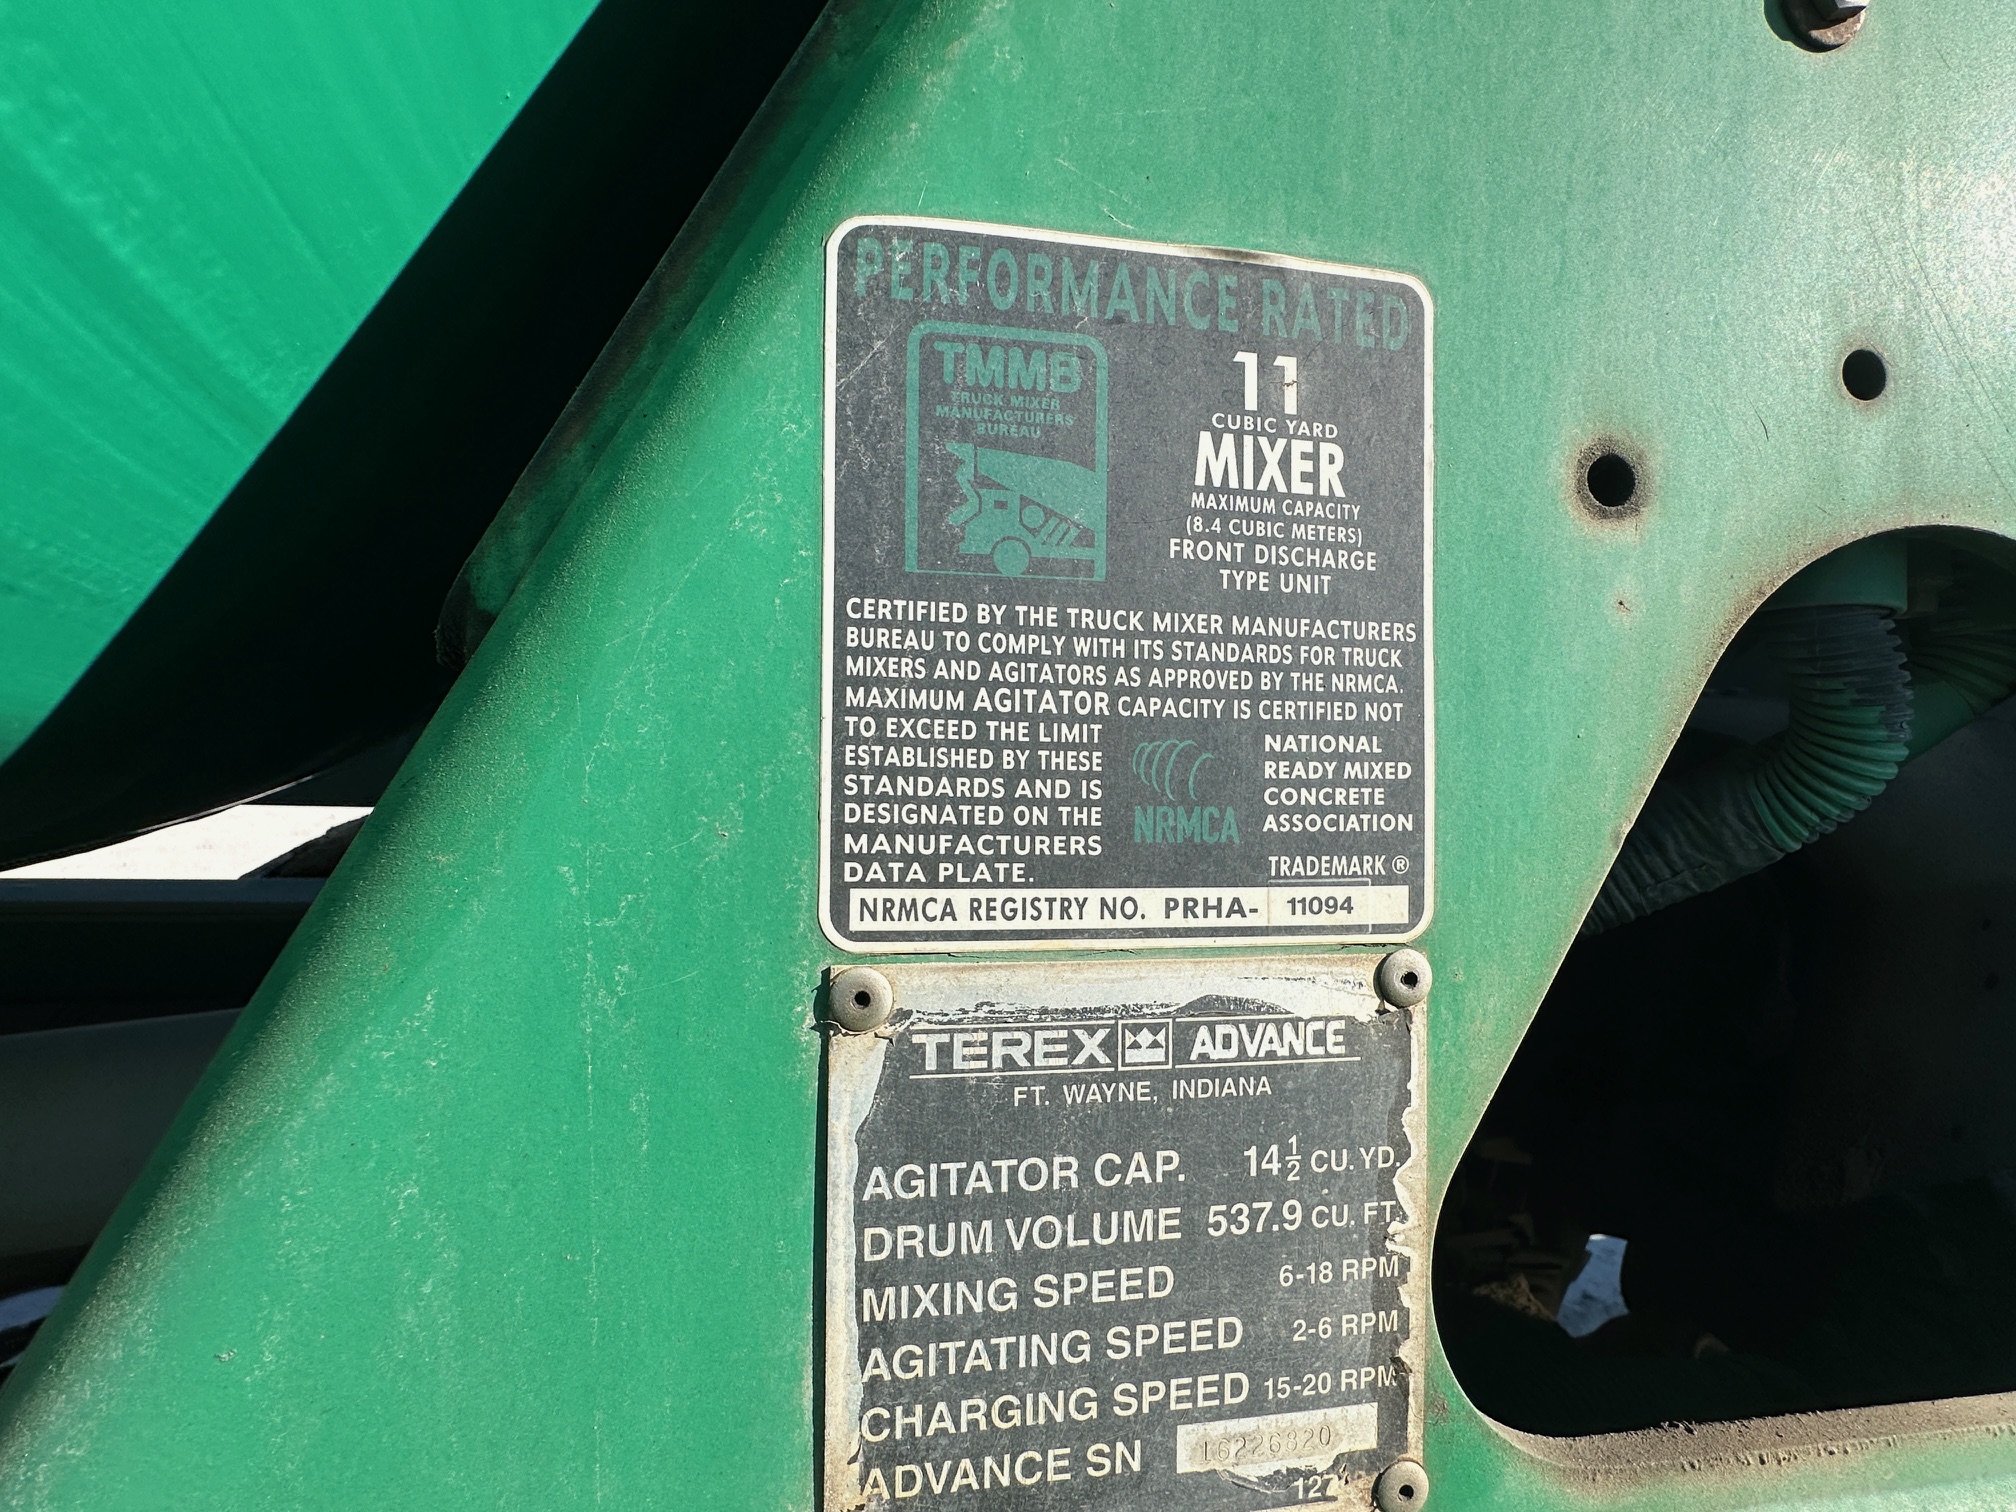 PERFORMANCE RATED
TMMB
TRUCK MIXER
MANUFACTURERS
BUREAU
11
CUBIC YARD
MIXER
MAXIMUM CAPACITY
(8.4 CUBIC METERS)
FRONT DISCHARGE
TYPE UNIT
CERTIFIED BY THE TRUCK MIXER MANUFACTURERS
BUREAU TO COMPLY WITH ITS STANDARDS FOR TRUCK
MIXERS AND AGITATORS AS APPROVED BY THE NRMCA.
MAXIMUM AGITATOR CAPACITY IS CERTIFIED NOT
TO EXCEED THE LIMIT
ESTABLISHED BY THESE
STANDARDS AND IS
DESIGNATED ON THE
MANUFACTURERS
DATA PLATE.
NRMCA
NATIONAL
READY MIXED
CONCRETE
ASSOCIATION
TRADEMARK ®
NRMCA REGISTRY NO. PRHA- 11094
TEREX ADVANCE
FT. WAYNE, INDIANA
AGITATOR CAP. 14 1/2 CU. YD.
DRUM VOLUME 537.9 CU. FT.
MIXING SPEED 6-18 RPM
AGITATING SPEED 2-6 RPM
CHARGING SPEED 15-20 RPM
ADVANCE SN 16226820